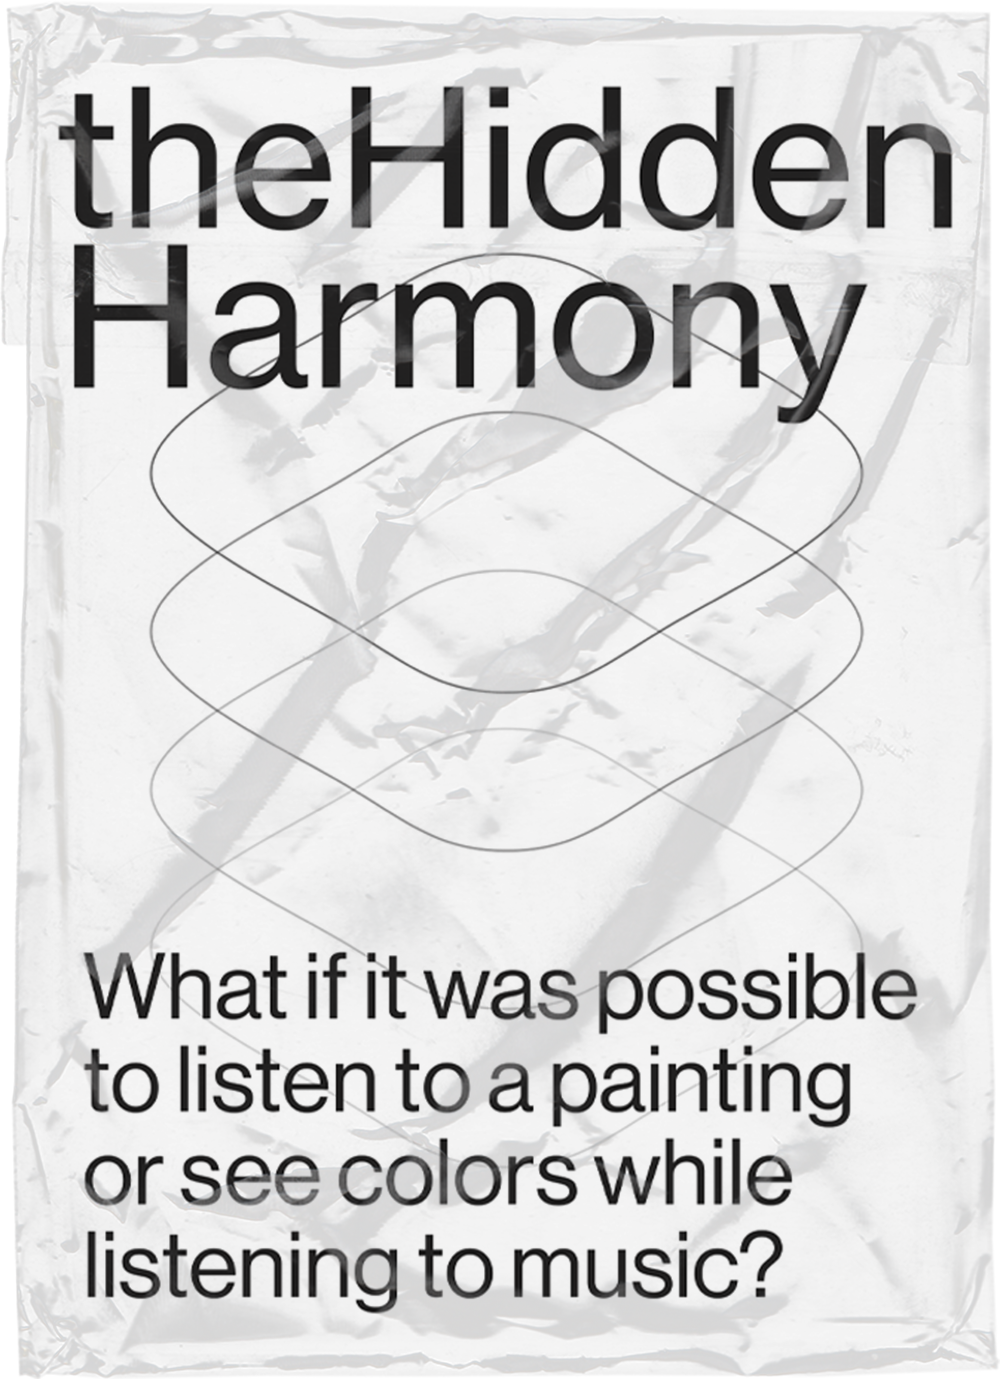 theHidden
Harmony
What if it was possible
to listen to a painting
or see colors while
listening to music?